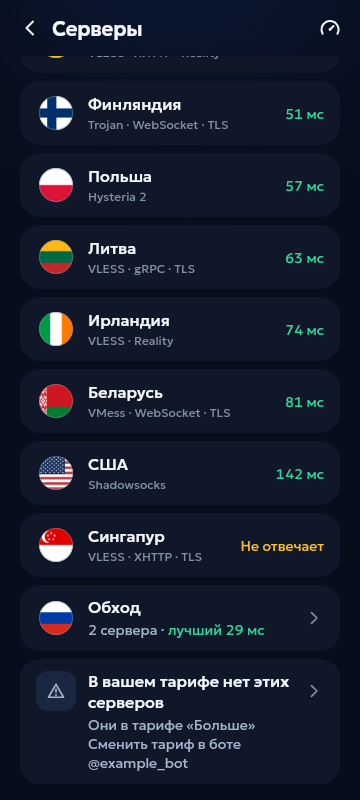 Серверы
Финляндия
51 мс
Trojan · WebSocket · TLS
Польша
57 мс
Hysteria 2
Литва
63 мс
VLESS · gRPC · TLS
Ирландия
74 мс
VLESS · Reality
Беларусь
81 мс
VMess · WebSocket · TLS
США
142 мс
Shadowsocks
Сингапур
Не отвечает
VLESS · XHTTP · TLS
Обход
2 сервера · лучший 29 мс
В вашем тарифе нет этих
серверов
Они в тарифе «Больше»
Сменить тариф в боте
@example_bot